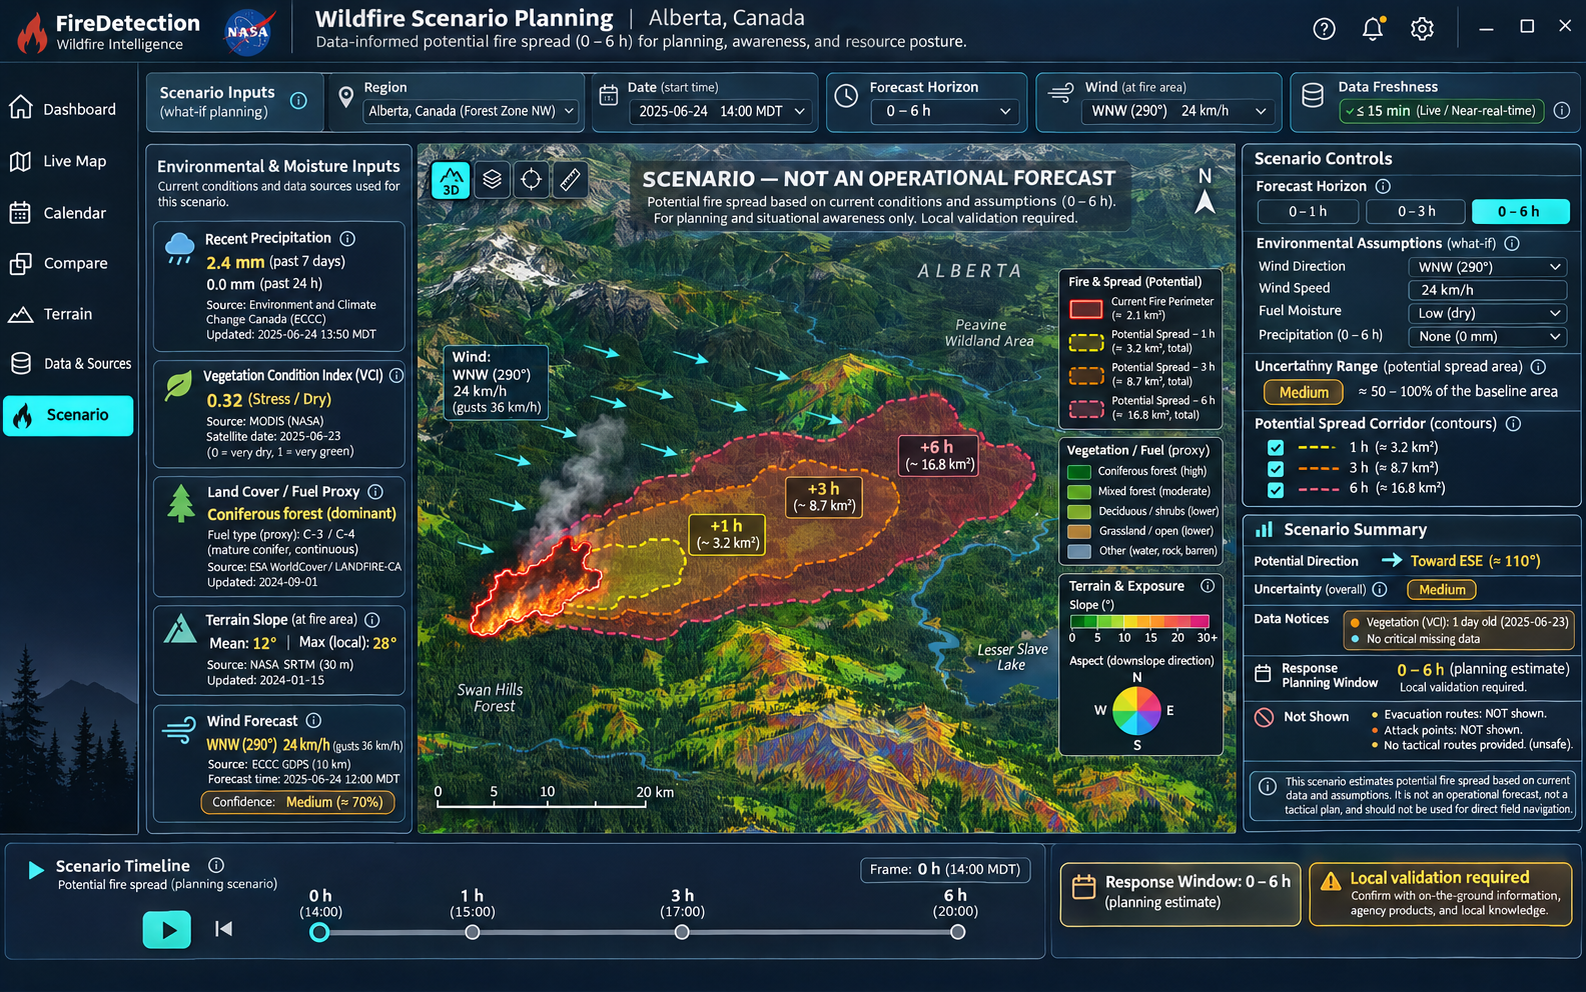 FireDetection
Wildfire Intelligence
NASA
Wildfire Scenario Planning | Alberta, Canada
Data-informed potential fire spread (0 – 6 h) for planning, awareness, and resource posture.
Dashboard
Live Map
Calendar
Compare
Terrain
Data & Sources
Scenario
Scenario Inputs
(what-if planning)
Region
Alberta, Canada (Forest Zone NW)
Date (start time)
2025-06-24 14:00 MDT
Forecast Horizon
0 – 6 h
Wind (at fire area)
WNW (290°) 24 km/h
Data Freshness
≤ 15 min (Live / Near-real-time)
Environmental & Moisture Inputs
Current conditions and data sources used for
this scenario.
Recent Precipitation
2.4 mm (past 7 days)
0.0 mm (past 24 h)
Source: Environment and Climate
Change Canada (ECCC)
Updated: 2025-06-24 13:50 MDT
Vegetation Condition Index (VCI)
0.32 (Stress / Dry)
Source: MODIS (NASA)
Satellite date: 2025-06-23
(0 = very dry, 1 = very green)
Land Cover / Fuel Proxy
Coniferous forest (dominant)
Fuel type (proxy): C-3 / C-4
(mature conifer, continuous)
Source: ESA WorldCover / LANDFIRE-CA
Updated: 2024-09-01
Terrain Slope (at fire area)
Mean: 12° | Max (local): 28°
Source: NASA SRTM (30 m)
Updated: 2024-01-15
Wind Forecast
WNW (290°) 24 km/h (gusts 36 km/h)
Source: ECCC GDPS (10 km)
Forecast time: 2025-06-24 12:00 MDT
Confidence: Medium (≈ 70%)
3D
SCENARIO — NOT AN OPERATIONAL FORECAST
Potential fire spread based on current conditions and assumptions (0 – 6 h).
For planning and situational awareness only. Local validation required.
N
ALBERTA
Peavine
Wildland Area
Wind:
WNW (290°)
24 km/h
(gusts 36 km/h)
+6 h
(~ 16.8 km²)
+3 h
(~ 8.7 km²)
+1 h
(~ 3.2 km²)
Lesser Slave
Lake
Swan Hills
Forest
0 5 10 20 km
Fire & Spread (Potential)
Current Fire Perimeter
(≈ 2.1 km²)
Potential Spread – 1 h
(≈ 3.2 km², total)
Potential Spread – 3 h
(≈ 8.7 km², total)
Potential Spread – 6 h
(≈ 16.8 km², total)
Vegetation / Fuel (proxy)
Coniferous forest (high)
Mixed forest (moderate)
Deciduous / shrubs (lower)
Grassland / open (lower)
Other (water, rock, barren)
Terrain & Exposure
Slope (°)
0 5 10 15 20 30+
Aspect (downslope direction)
N
W E
S
Scenario Controls
Forecast Horizon
0 – 1 h 0 – 3 h 0 – 6 h
Environmental Assumptions (what-if)
Wind Direction WNW (290°)
Wind Speed 24 km/h
Fuel Moisture Low (dry)
Precipitation (0 – 6 h) None (0 mm)
Uncertalnny Range (potential spread area)
Medium ≈ 50 – 100% of the baseline area
Potential Spread Corridor (contours)
1 h (≈ 3.2 km²)
3 h (≈ 8.7 km²)
6 h (≈ 16.8 km²)
Scenario Summary
Potential Direction Toward ESE (≈ 110°)
Uncertainty (overall) Medium
Data Notices
Vegetation (VCI): 1 day old (2025-06-23)
No critical missing data
Response
Planning Window
0 – 6 h (planning estimate)
Local validation required.
Not Shown
Evacuation routes: NOT shown.
Attack points: NOT shown.
No tactical routes provided. (unsafe).
This scenario estimates potential fire spread based on current
data and assumptions. It is not an operational forecast, not a
tactical plan, and should not be used for direct field navigation.
Scenario Timeline
Potential fire spread (planning scenario)
Frame: 0 h (14:00 MDT)
0 h 1 h 3 h 6 h
(14:00) (15:00) (17:00) (20:00)
Response Window: 0 – 6 h
(planning estimate)
Local validation required
Confirm with on-the-ground information,
agency products, and local knowledge.